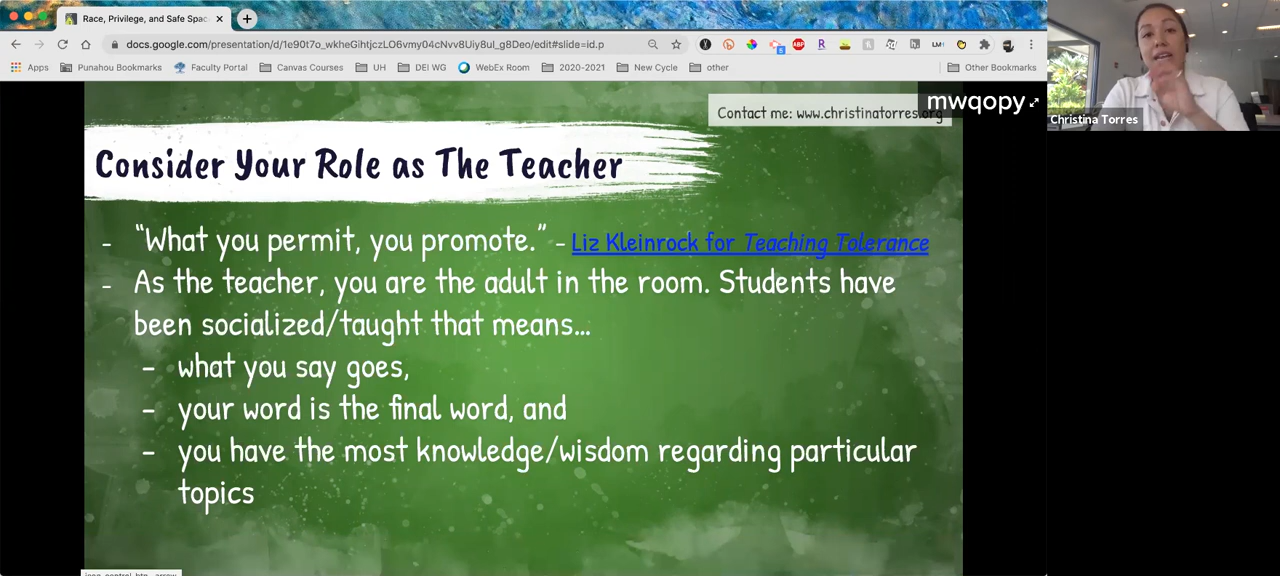 Race, Privilege, and Safe Spac
docs.google.com/presentation/d/1e90t7o_wkheGihtjczLO6vmy04cNvv8Uiy8ul_g8Deo/edit#slide=id.p
Apps Punahou Bookmarks Faculty Portal Canvas Courses UH DEI WG WebEx Room 2020-2021 New Cycle other Other Bookmarks
mwqopy
Contact me: www.christinatorres.org
Christina Torres
Consider Your Role as The Teacher
- “What you permit, you promote.” – Liz Kleinrock for Teaching Tolerance
- As the teacher, you are the adult in the room. Students have
been socialized/taught that means...
- what you say goes,
- your word is the final word, and
- you have the most knowledge/wisdom regarding particular
topics